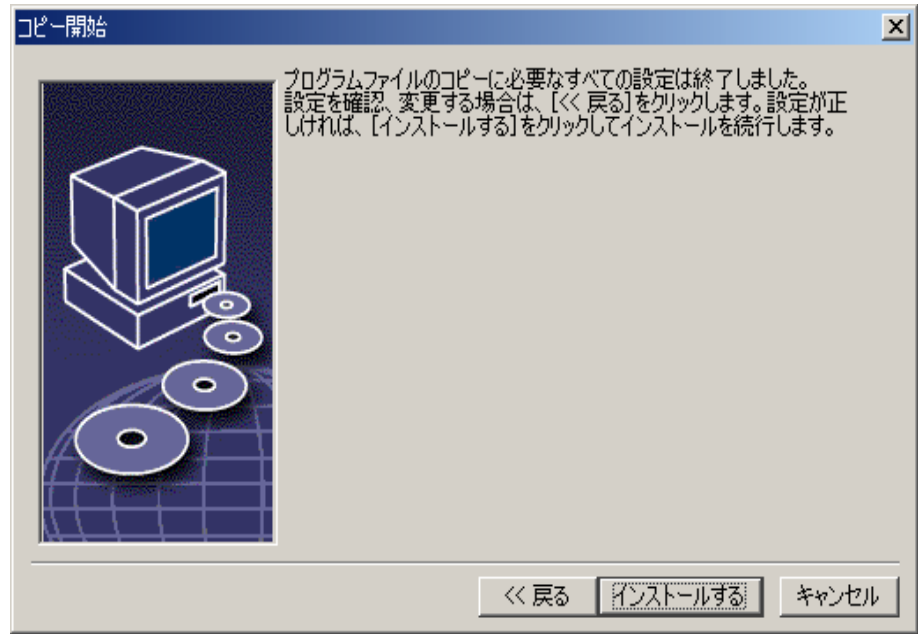 コピー開始
プログラムファイルのコピーに必要なすべての設定は終了しました。
設定を確認、変更する場合は、[<< 戻る]をクリックします。設定が正
しければ、[インストールする]をクリックしてインストールを続行します。
<< 戻る
インストールする
キャンセル